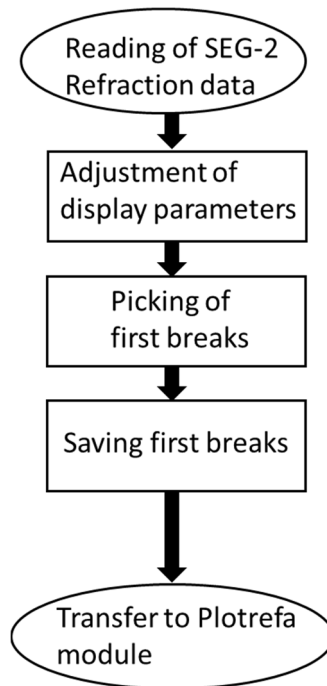 Reading of SEG-2
Refraction data
Adjustment of
display parameters
Picking of
first breaks
Saving first breaks
Transfer to Plotrefa
module